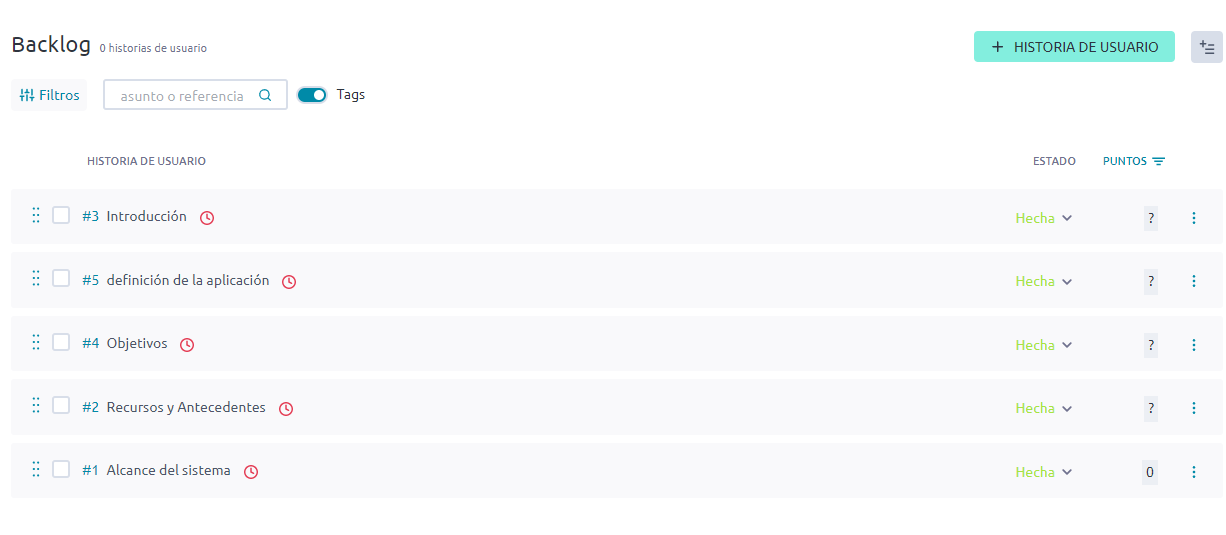 Backlog 0 historias de usuario
+ HISTORIA DE USUARIO
Filtros asunto o referencia Tags
HISTORIA DE USUARIO ESTADO PUNTOS
#3 Introducción Hecha ?
#5 definición de la aplicación Hecha ?
#4 Objetivos Hecha ?
#2 Recursos y Antecedentes Hecha ?
#1 Alcance del sistema Hecha 0